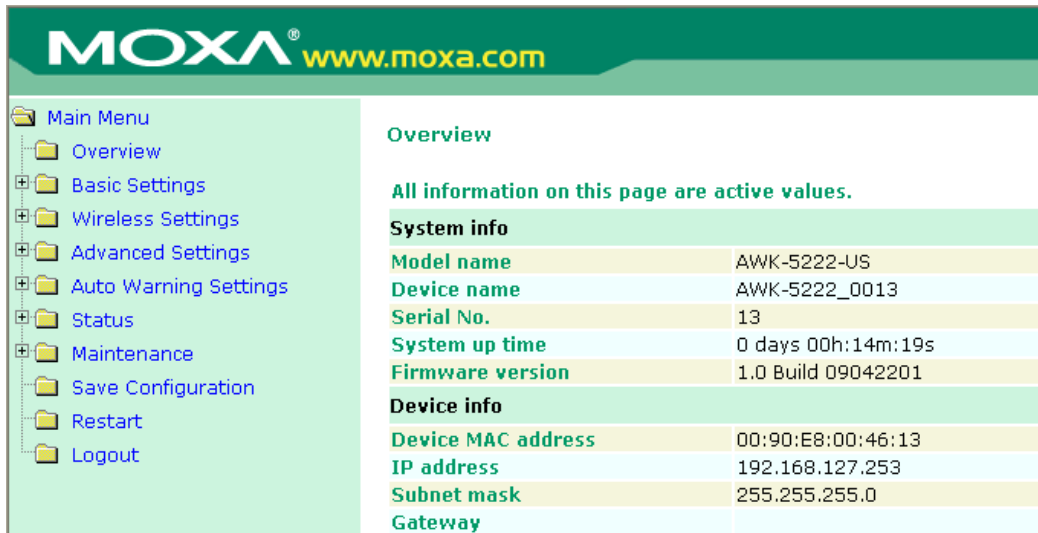 MOXA® www.moxa.com
Main Menu
Overview
Basic Settings
Wireless Settings
Advanced Settings
Auto Warning Settings
Status
Maintenance
Save Configuration
Restart
Logout
Overview
All information on this page are active values.
System info
Model name AWK-5222-US
Device name AWK-5222_0013
Serial No. 13
System up time 0 days 00h:14m:19s
Firmware version 1.0 Build 09042201
Device info
Device MAC address 00:90:E8:00:46:13
IP address 192.168.127.253
Subnet mask 255.255.255.0
Gateway